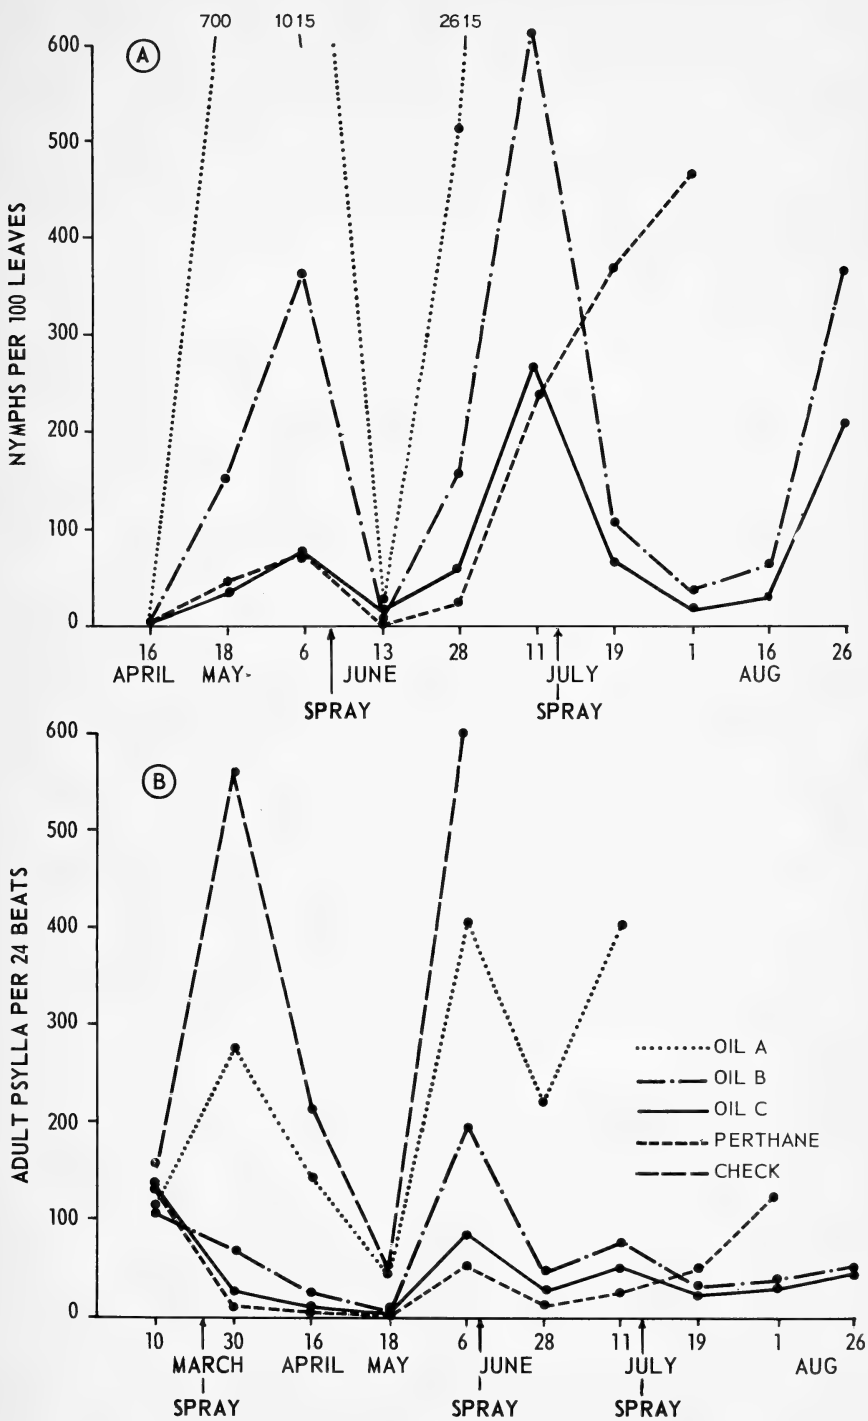 700 1015 2615
A
600
500
400
300
200
100
0
NYMPHS PER 100 LEAVES
16 18 6 13 28 11 19 1 16 26
APRIL MAY- JUNE JULY AUG
SPRAY SPRAY
B
600
500
400
300
200
100
0
ADULT PSYLLA PER 24 BEATS
OIL A
OIL B
OIL C
PERTHANE
CHECK
10 30 16 18 6 28 11 19 1 26
MARCH APRIL MAY JUNE JULY AUG
SPRAY SPRAY SPRAY